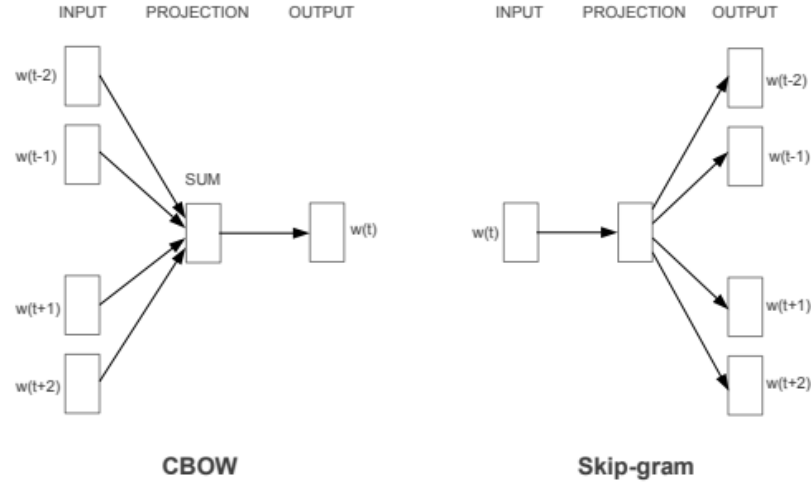 INPUT PROJECTION OUTPUT
w(t-2)
w(t-1)
SUM
w(t)
w(t+1)
w(t+2)
CBOW
INPUT PROJECTION OUTPUT
w(t-2)
w(t-1)
w(t)
w(t+1)
w(t+2)
Skip-gram